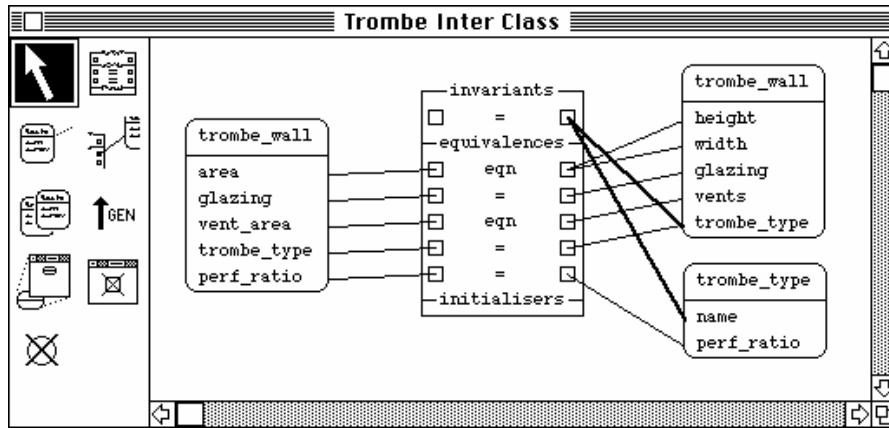 Trombe Inter Class
GEN
trombe_wall
area
glazing
vent_area
trombe_type
perf_ratio
invariants
=
equivalences
eqn
=
eqn
=
=
initialisers
trombe_wall
height
width
glazing
vents
trombe_type
trombe_type
name
perf_ratio